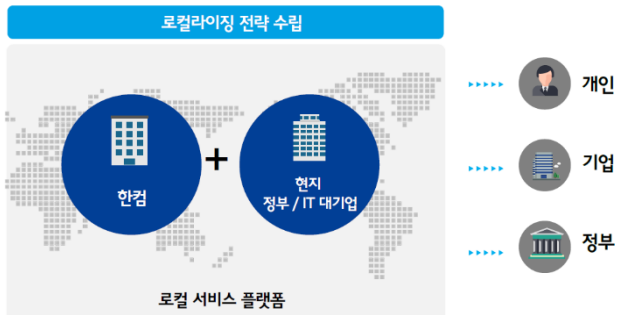 로컬라이징 전략 수립
한컴
+
현지
정부 / IT 대기업
로컬 서비스 플랫폼
개인
기업
정부